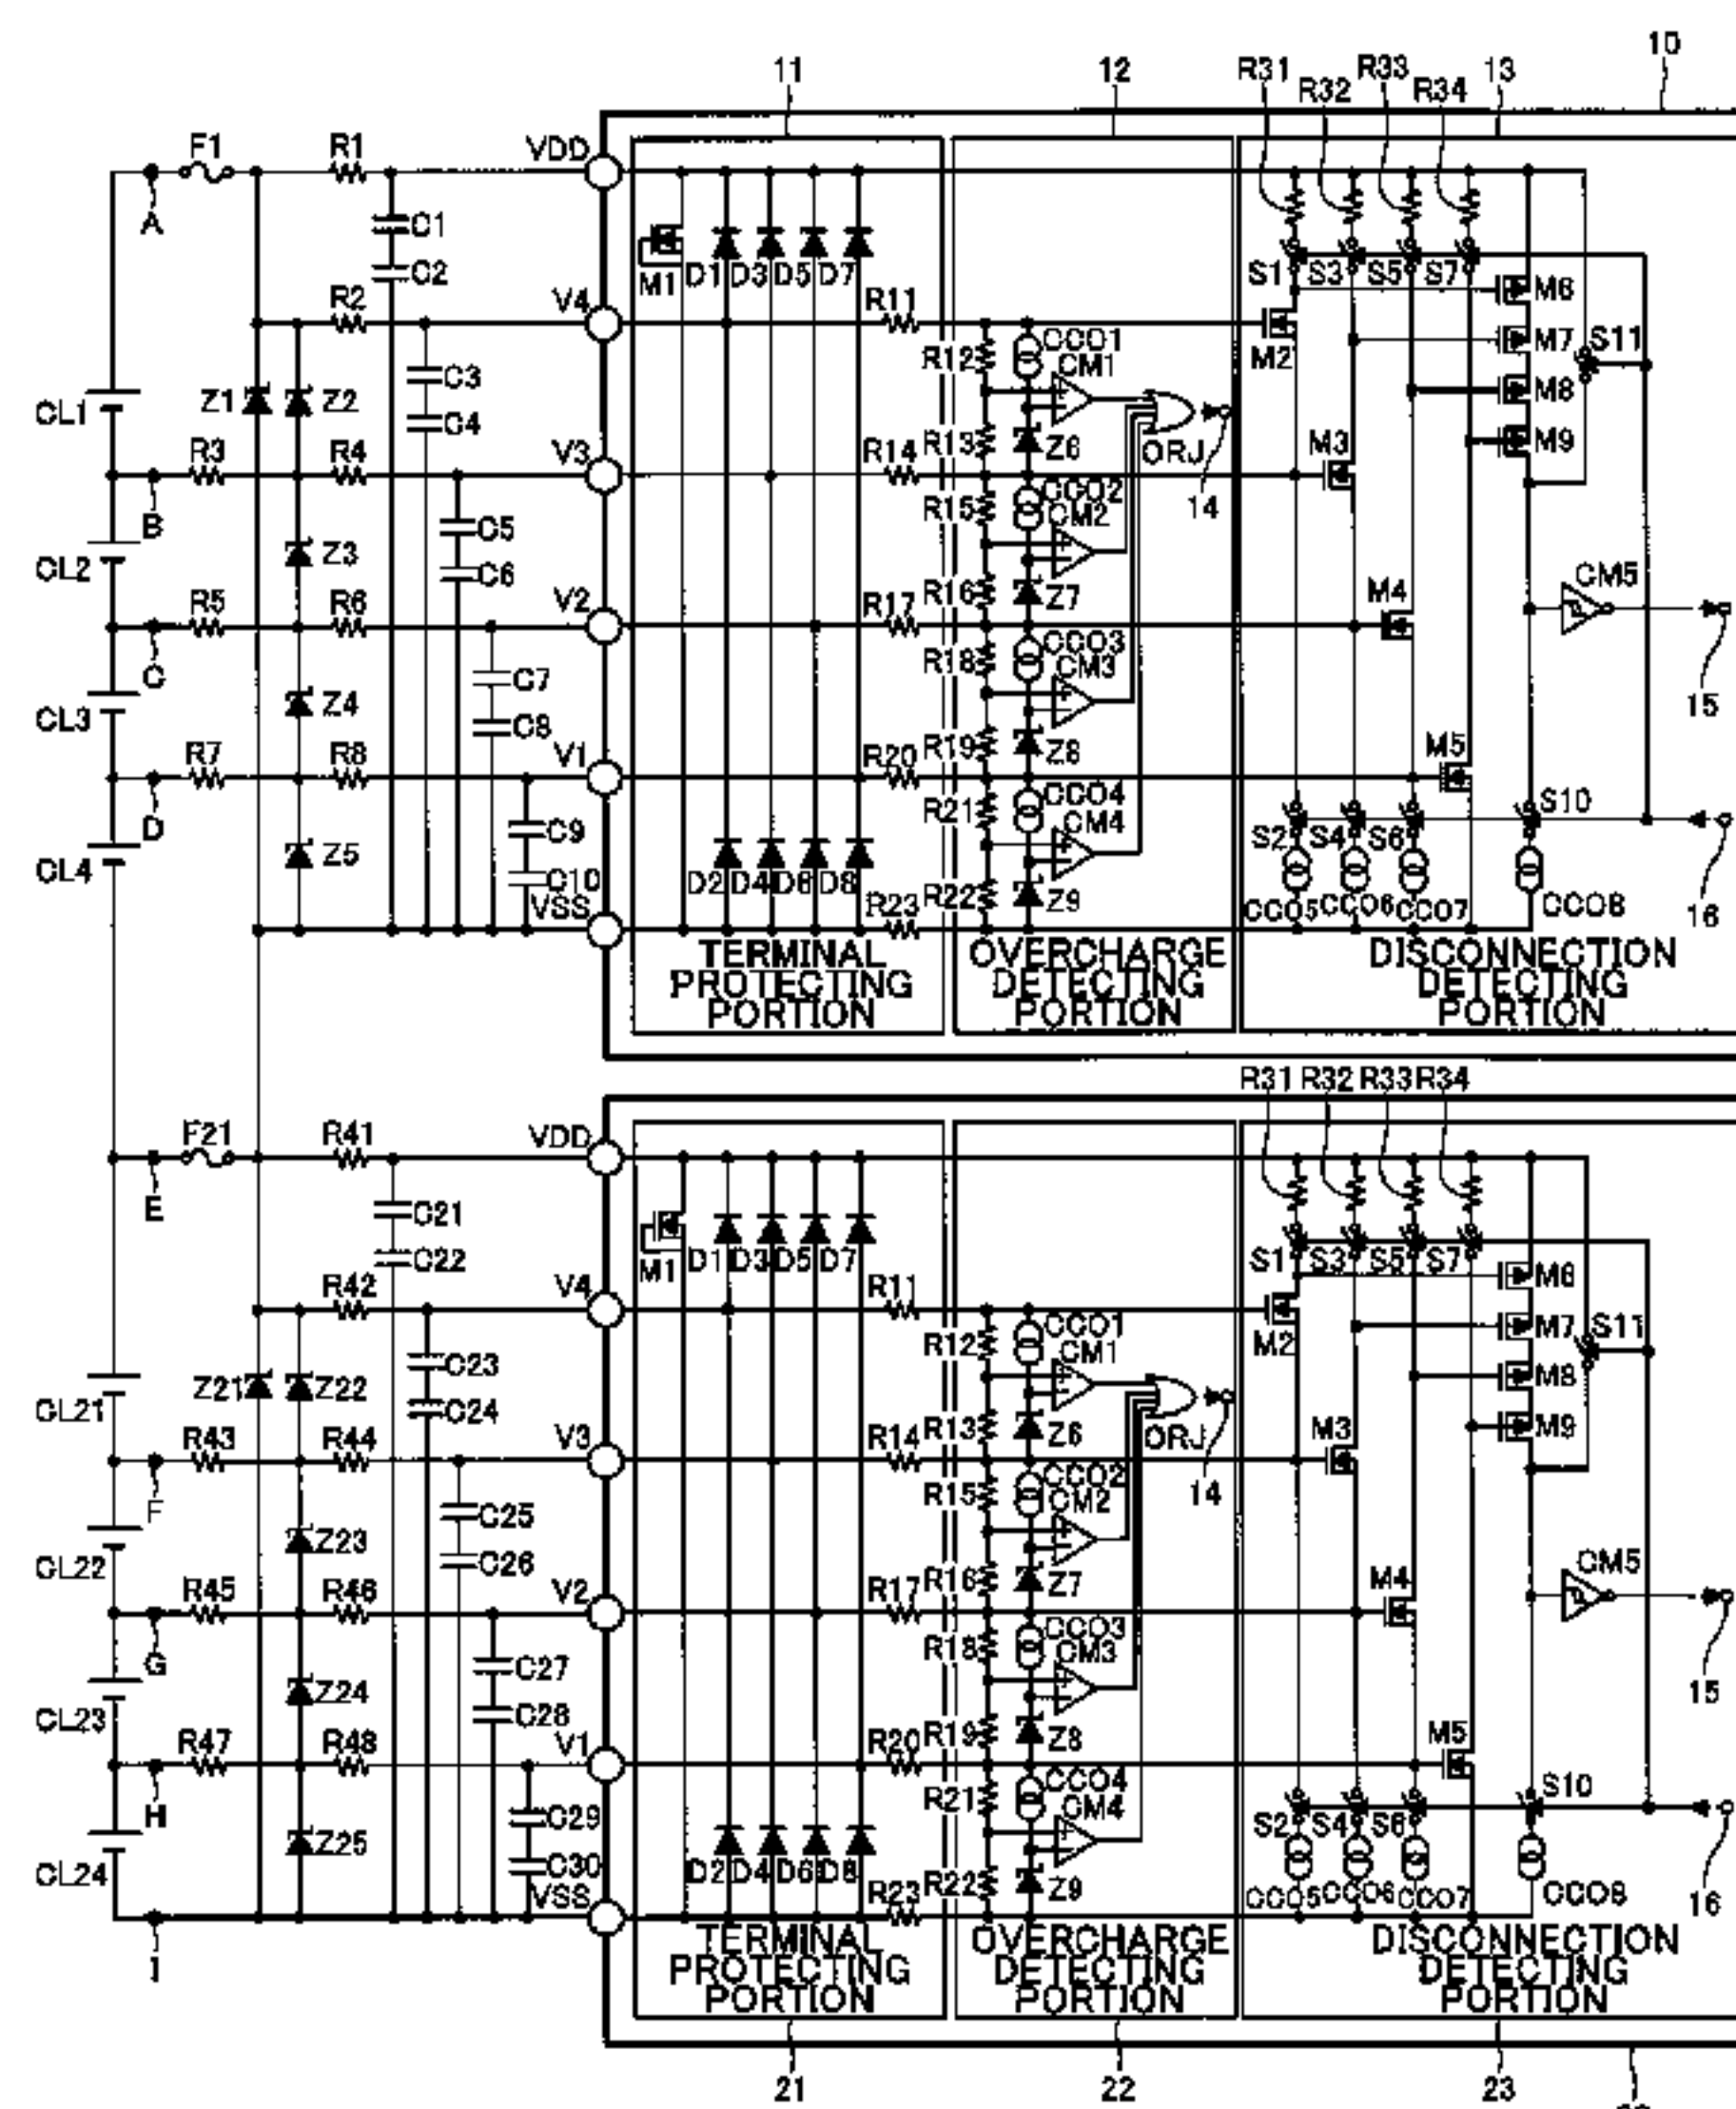 10
11 12 R31 R32 R33 R34 13
A F1 R1 VDD
C1
C2
M1 D1 D3 D5 D7
S1 S3 S5 S7
M6
R2 V4 R11
R12 CCO1
CM1
M2
M7 S11
CL1 Z1 Z2 C3
C4
M8
R13 Z6 ORJ
M9
R3 R4 V3 R14 M3
14
B
C5
C6
R15 CCO2
CM2
CL2 Z3
CM5
R5 R6 V2 R17 R16 Z7 M4
C
C7
C8
R18 CCO3
CM3
CL3 Z4
15
R7 R8 V1 R20 R19 Z8 M5
D
C9
C10
R21 CCO4
CM4
S2 S4 S6 S10
CL4 Z5
D2 D4 D6 D8
R22 Z9
VSS R23
CCO5 CCO6 CCO7 CCO8
16
TERMINAL
PROTECTING
PORTION
OVERCHARGE
DETECTING
PORTION
DISCONNECTION
DETECTING
PORTION
R31 R32 R33 R34
E F21 R41 VDD
C21
C22
M1 D1 D3 D5 D7
S1 S3 S5 S7
M6
R42 V4 R11
R12 CCO1
CM1
M2
M7 S11
CL21 Z21 Z22 C23
C24
M8
R13 Z6 ORJ
M9
R43 R44 V3 R14 M3
14
F
C25
C26
R15 CCO2
CM2
CL22 Z23
CM5
R45 R46 V2 R17 R16 Z7 M4
G
C27
C28
R18 CCO3
CM3
CL23 Z24
15
R47 R48 V1 R20 R19 Z8 M5
H
C29
C30
R21 CCO4
CM4
S2 S4 S6 S10
CL24 Z25
D2 D4 D6 D8
R22 Z9
VSS R23
CCO5 CCO6 CCO7 CCO8
16
I
TERMINAL
PROTECTING
PORTION
OVERCHARGE
DETECTING
PORTION
DISCONNECTION
DETECTING
PORTION
21 22 23